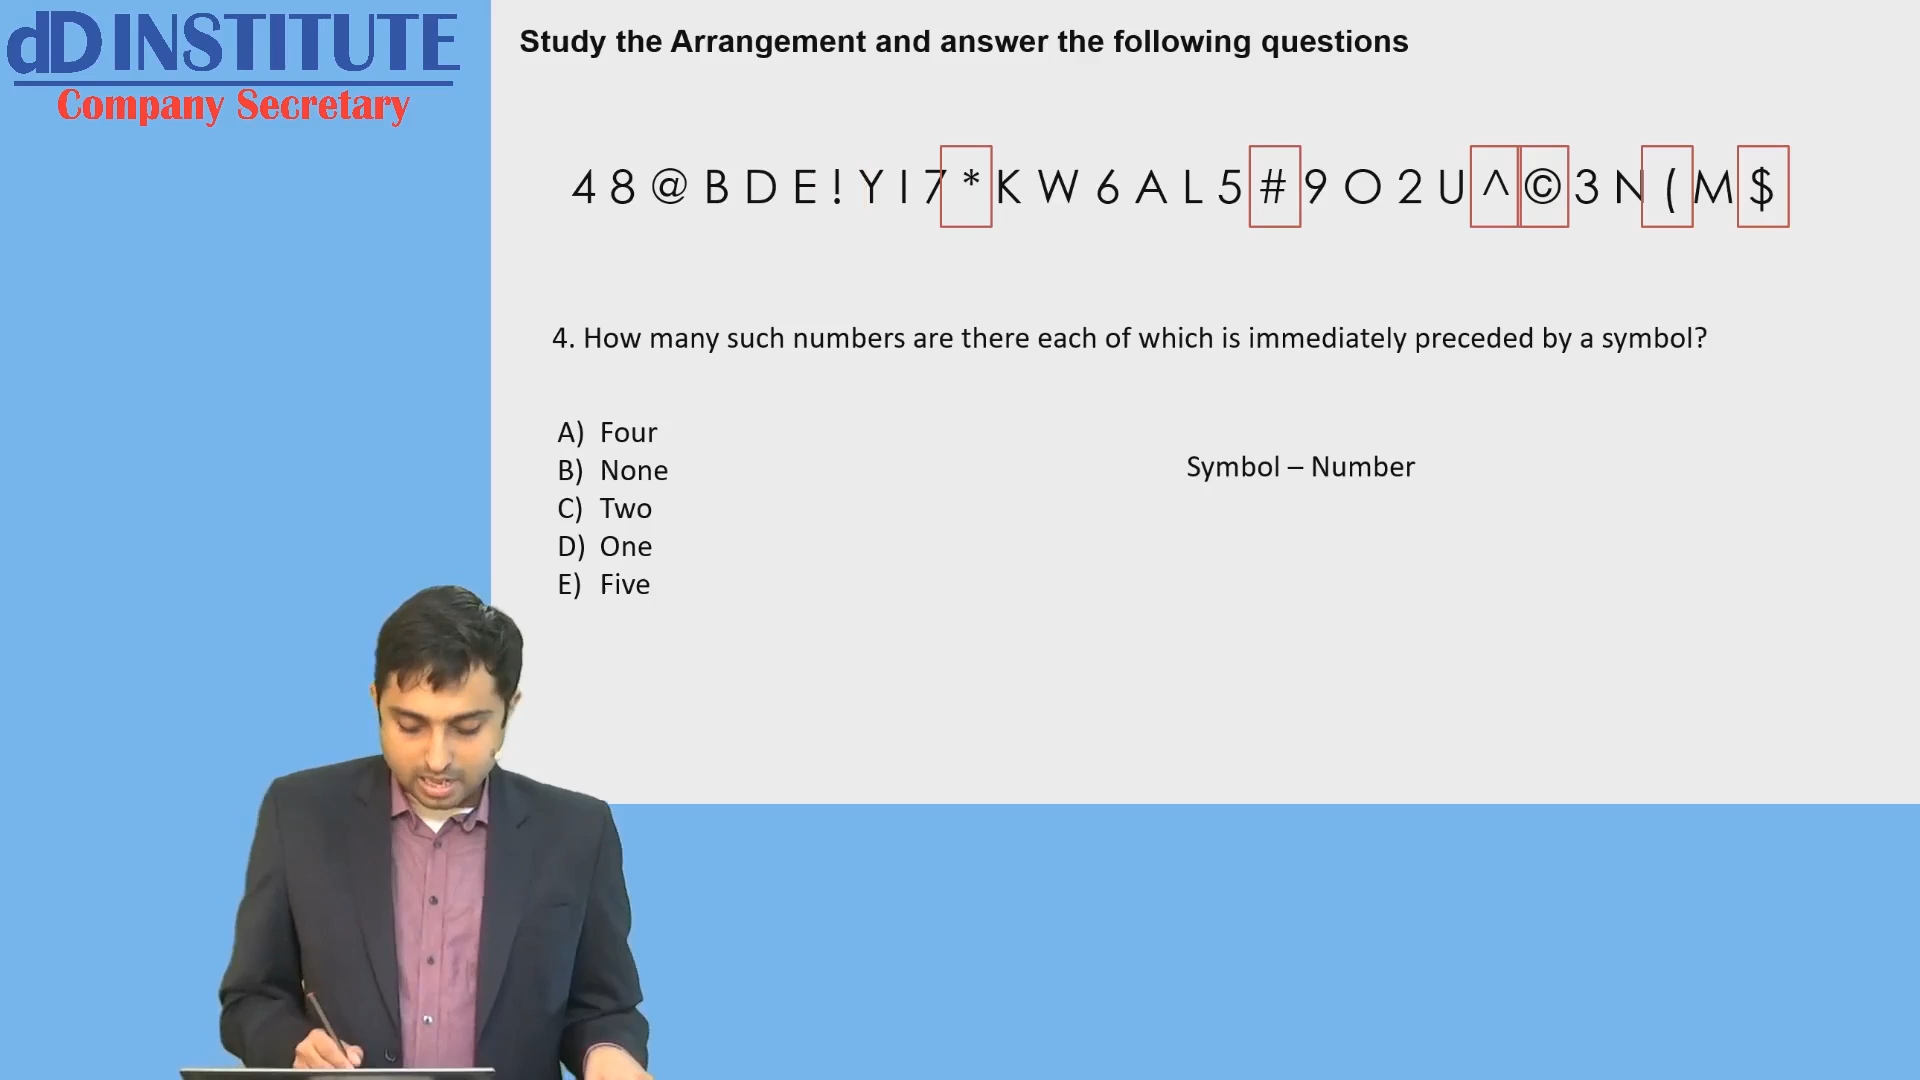 dD INSTITUTE
Company Secretary
Study the Arrangement and answer the following questions
4 8 @ B D E ! Y I 7 * K W 6 A L 5 # 9 O 2 U ^ © 3 N ( M $
4. How many such numbers are there each of which is immediately preceded by a symbol?
A) Four
B) None
C) Two
D) One
E) Five
Symbol – Number